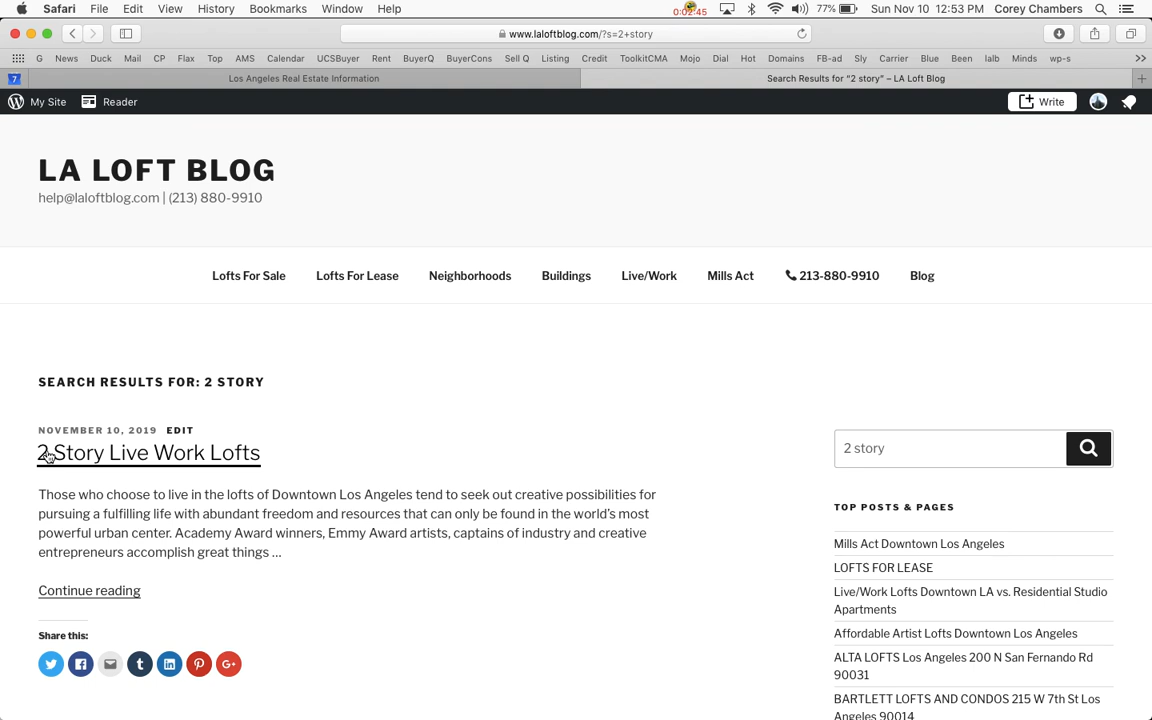 Safari File Edit View History Bookmarks Window Help 0:02:45 77% Sun Nov 10 12:53 PM Corey Chambers
www.laloftblog.com/?s=2+story
G News Duck Mail CP Flax Top AMS Calendar UCSBuyer Rent BuyerQ BuyerCons Sell Q Listing Credit ToolkitCMA Mojo Dial Hot Domains FB-ad Sly Carrier Blue Been lalb Minds wp-s >>
7 Los Angeles Real Estate Information Search Results for “2 story” – LA Loft Blog +
My Site Reader Write
LA LOFT BLOG
help@laloftblog.com | (213) 880-9910
Lofts For Sale Lofts For Lease Neighborhoods Buildings Live/Work Mills Act 213-880-9910 Blog
SEARCH RESULTS FOR: 2 STORY
NOVEMBER 10, 2019 EDIT
2 Story Live Work Lofts
Those who choose to live in the lofts of Downtown Los Angeles tend to seek out creative possibilities for
pursuing a fulfilling life with abundant freedom and resources that can only be found in the world’s most
powerful urban center. Academy Award winners, Emmy Award artists, captains of industry and creative
entrepreneurs accomplish great things …
Continue reading
Share this:
G+
2 story
TOP POSTS & PAGES
Mills Act Downtown Los Angeles
LOFTS FOR LEASE
Live/Work Lofts Downtown LA vs. Residential Studio
Apartments
Affordable Artist Lofts Downtown Los Angeles
ALTA LOFTS Los Angeles 200 N San Fernando Rd
90031
BARTLETT LOFTS AND CONDOS 215 W 7th St Los
Angeles 90014